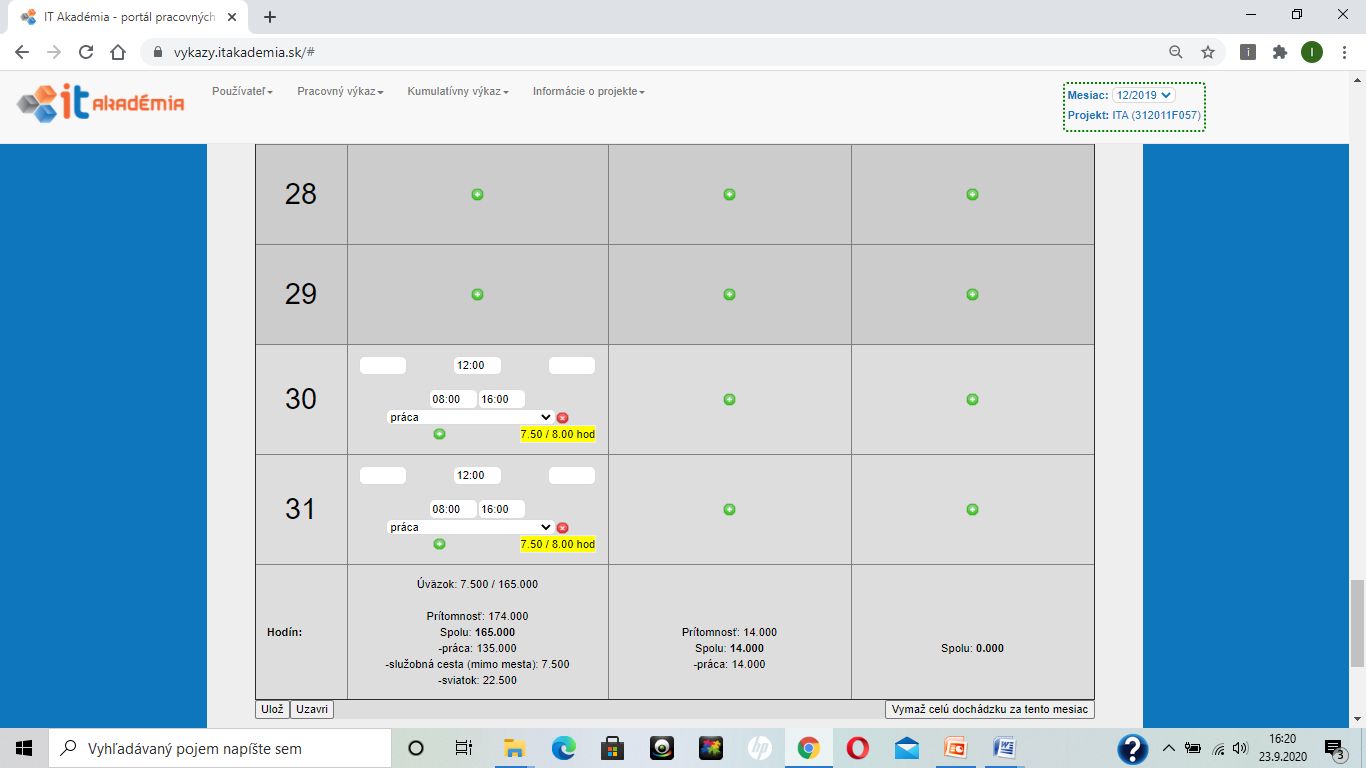 IT Akadémia - portál pracovných
vykazy.itakademia.sk/#
it akadémia
Používateľ
Pracovný výkaz
Kumulatívny výkaz
Informácie o projekte
Mesiac: 12/2019
Projekt: ITA (312011F057)
28
29
30
12:00
08:00 16:00
práca
7.50 / 8.00 hod
31
12:00
08:00 16:00
práca
7.50 / 8.00 hod
Hodín:
Úväzok: 7.500 / 165.000
Prítomnosť: 174.000
Spolu: 165.000
-práca: 135.000
-služobná cesta (mimo mesta): 7.500
-sviatok: 22.500
Prítomnosť: 14.000
Spolu: 14.000
-práca: 14.000
Spolu: 0.000
Ulož Uzavri Vymaž celú dochádzku za tento mesiac
Vyhľadávaný pojem napíšte sem
16:20
23.9.2020
3